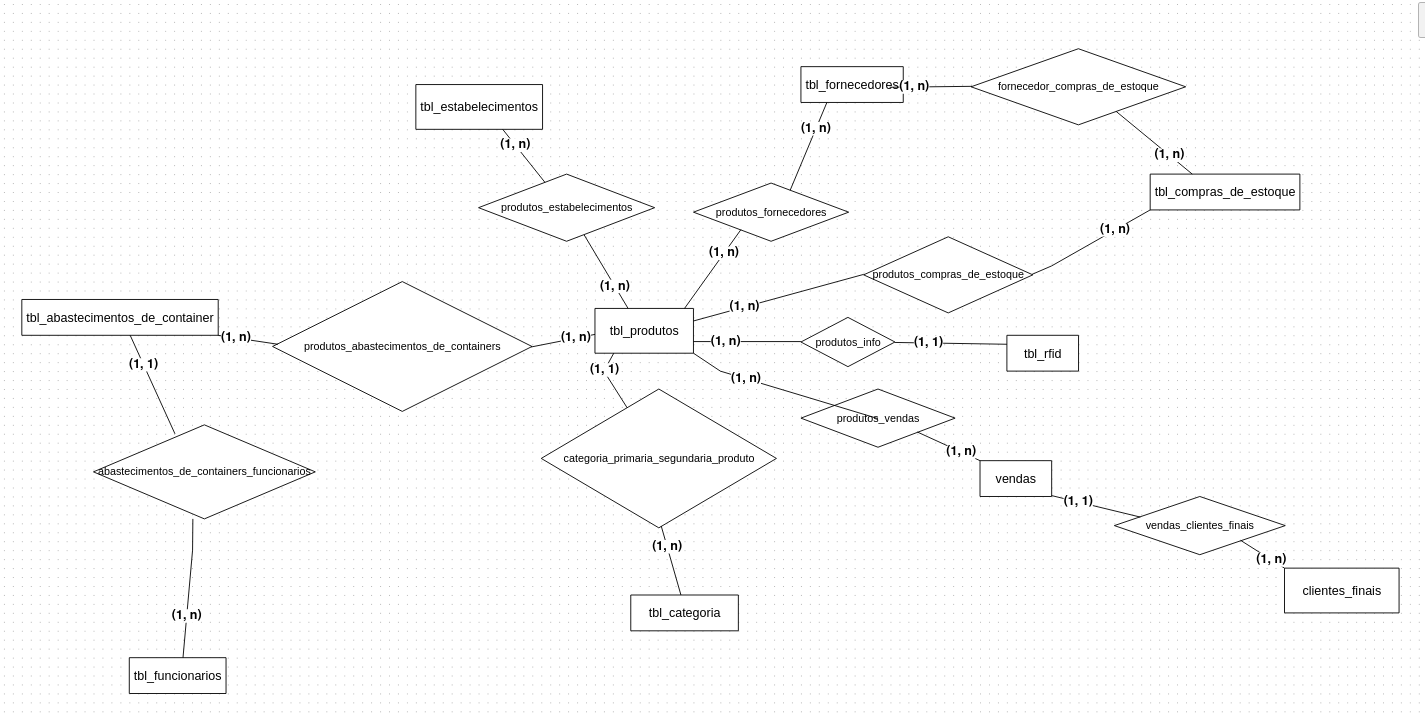 tbl_fornecedores
(1, n)
fornecedor_compras_de_estoque
tbl_estabelecimentos
(1, n)
(1, n)
(1, n)
tbl_compras_de_estoque
produtos_estabelecimentos
produtos_fornecedores
(1, n)
(1, n)
produtos_compras_de_estoque
(1, n)
(1, n)
tbl_abastecimentos_de_container
(1, n)
produtos_abastecimentos_de_containers
(1, n)
tbl_produtos
(1, n)
produtos_info
(1, 1)
tbl_rfid
(1, 1)
(1, 1)
(1, n)
produtos_vendas
(1, n)
categoria_primaria_segundaria_produto
abastecimentos_de_containers_funcionarios
vendas
(1, 1)
vendas_clientes_finais
(1, n)
(1, n)
clientes_finais
(1, n)
tbl_categoria
tbl_funcionarios